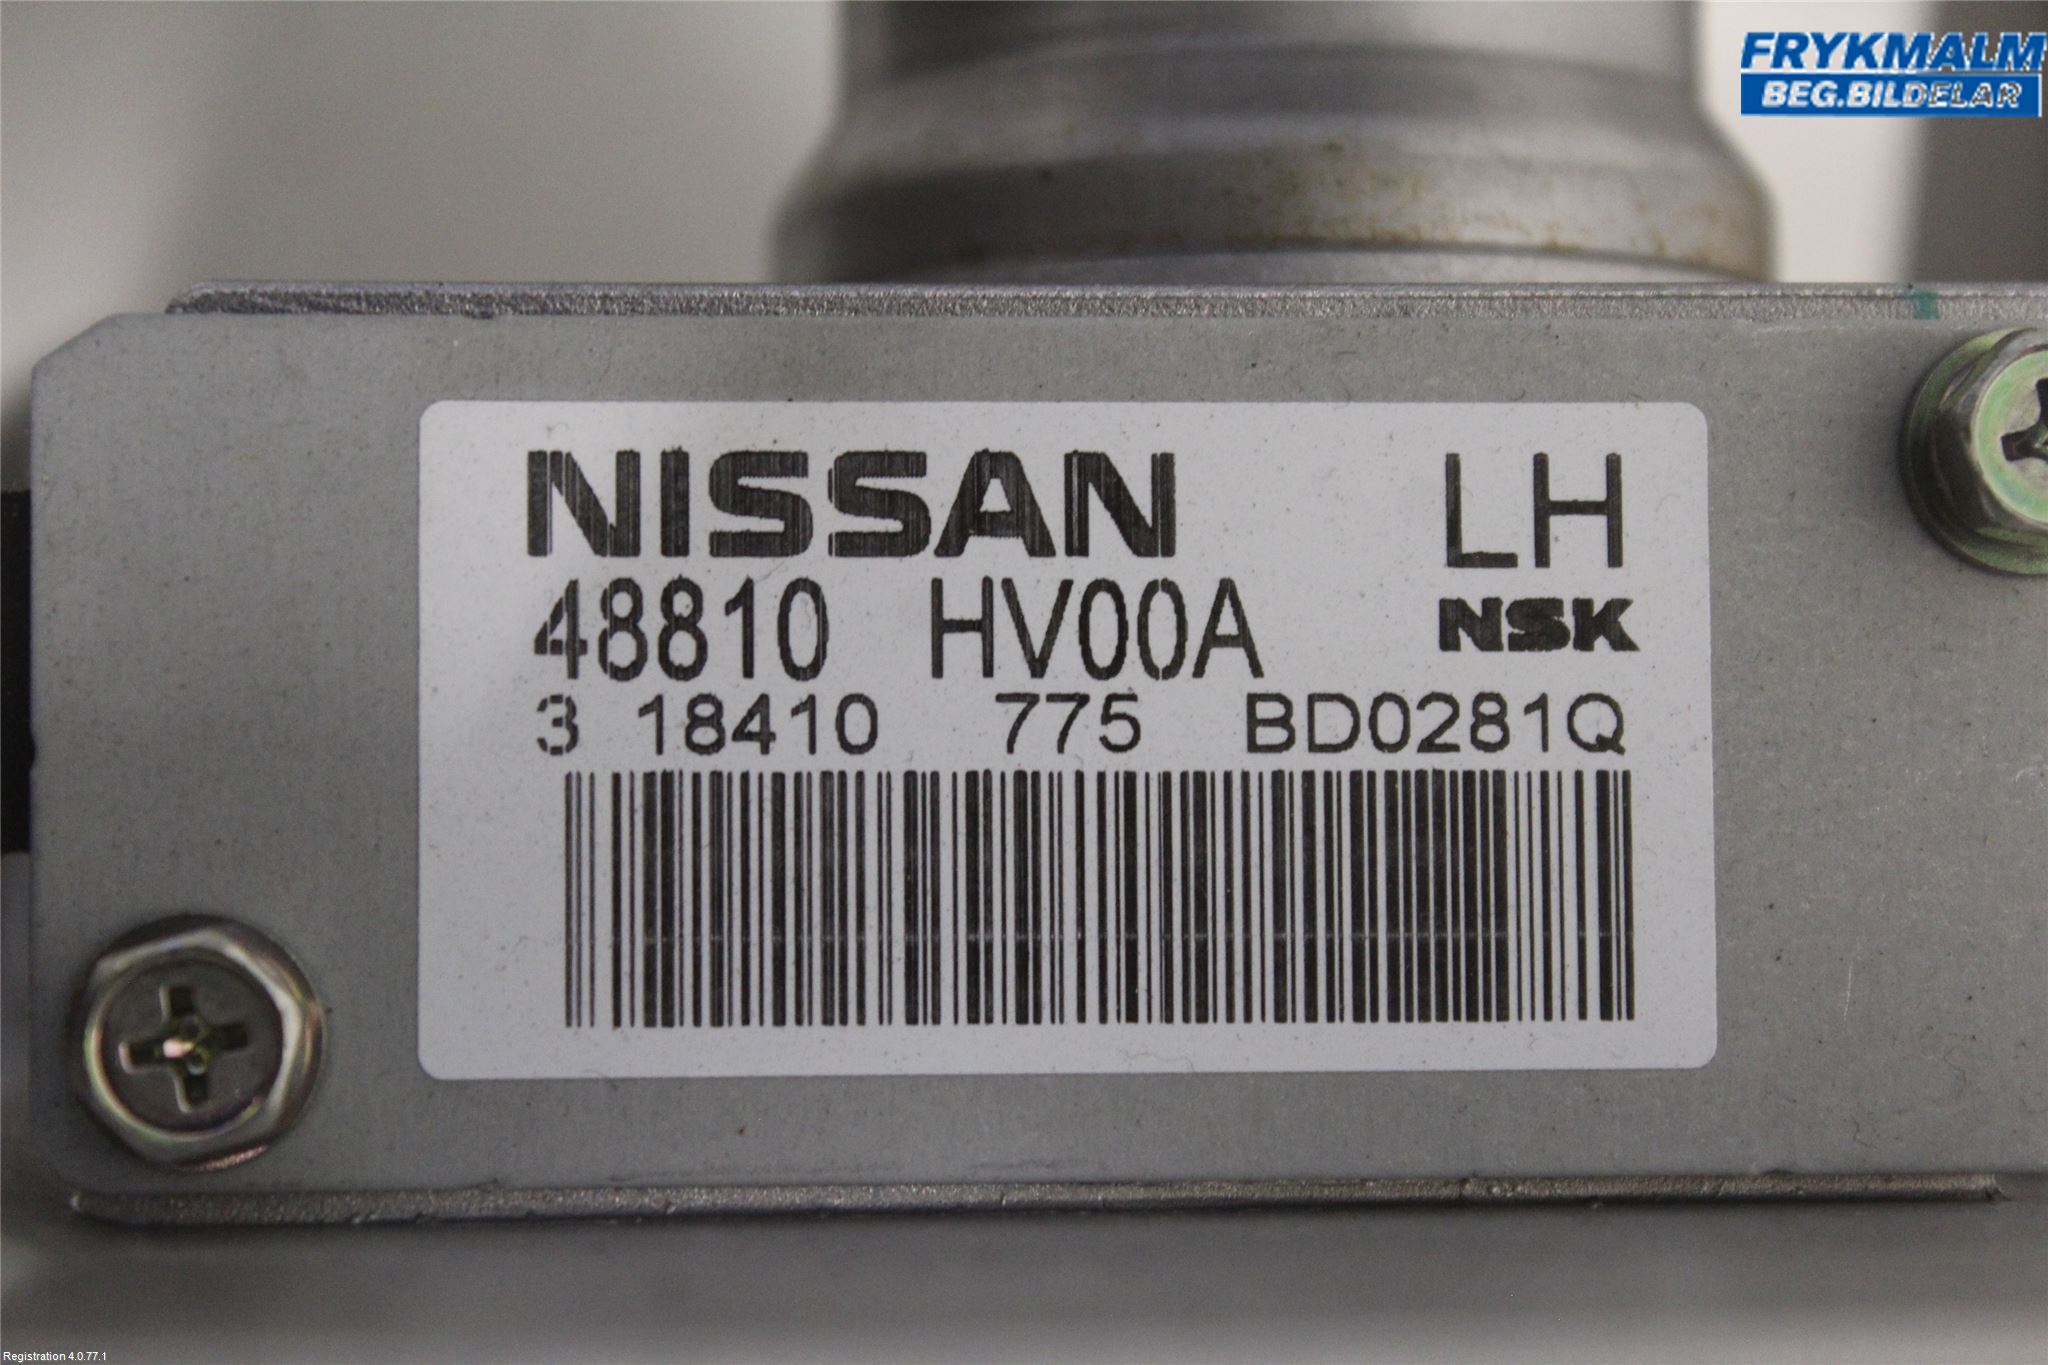 FRYKMALM
BEG.BILDELAR
NISSAN LH
48810 HV00A NSK
3 18410 775 BD0281Q
Registration 4.0.77.1